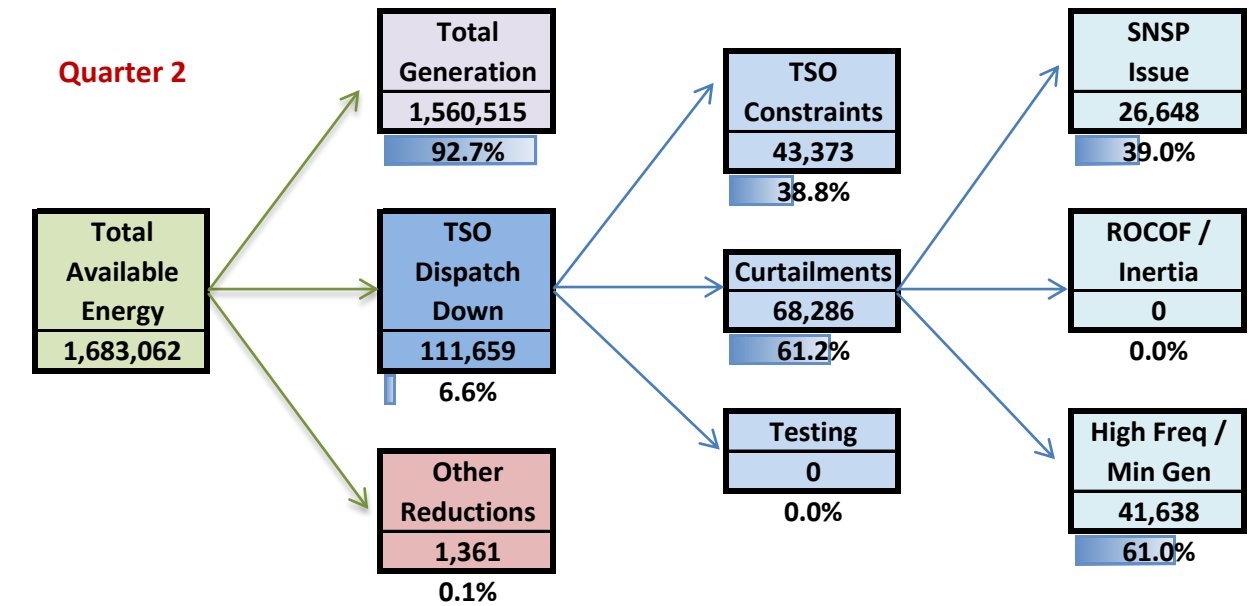 Quarter 2
Total
Available
Energy
1,683,062
Total
Generation
1,560,515
92.7%
TSO
Dispatch
Down
111,659
6.6%
Other
Reductions
1,361
0.1%
TSO
Constraints
43,373
38.8%
Curtailments
68,286
61.2%
Testing
0
0.0%
SNSP
Issue
26,648
39.0%
ROCOF /
Inertia
0
0.0%
High Freq /
Min Gen
41,638
61.0%